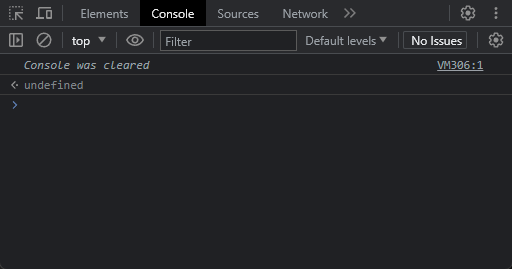 Elements Console Sources Network
top Filter Default levels No Issues
Console was cleared VM306:1
undefined